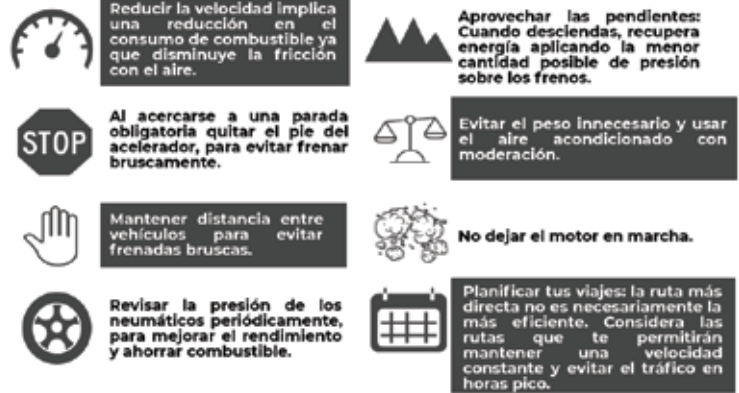 Reducir la velocidad implica
una reducción en el
consumo de combustible ya
que disminuye la fricción
con el aire.
Aprovechar las pendientes:
Cuando desciendas, recupera
energía aplicando la menor
cantidad posible de presión
sobre los frenos.
STOP
Al acercarse a una parada
obligatoria quitar el pie del
acelerador, para evitar frenar
bruscamente.
Evitar el peso innecesario y usar
el aire acondicionado con
moderación.
Mantener distancia entre
vehículos para evitar
frenadas bruscas.
No dejar el motor en marcha.
Revisar la presión de los
neumáticos periódicamente,
para mejorar el rendimiento
y ahorrar combustible.
Planificar tus viajes: la ruta más
directa no es necesariamente la
más eficiente. Considera las
rutas que te permitirán
mantener una velocidad
constante y evitar el tráfico en
horas pico.